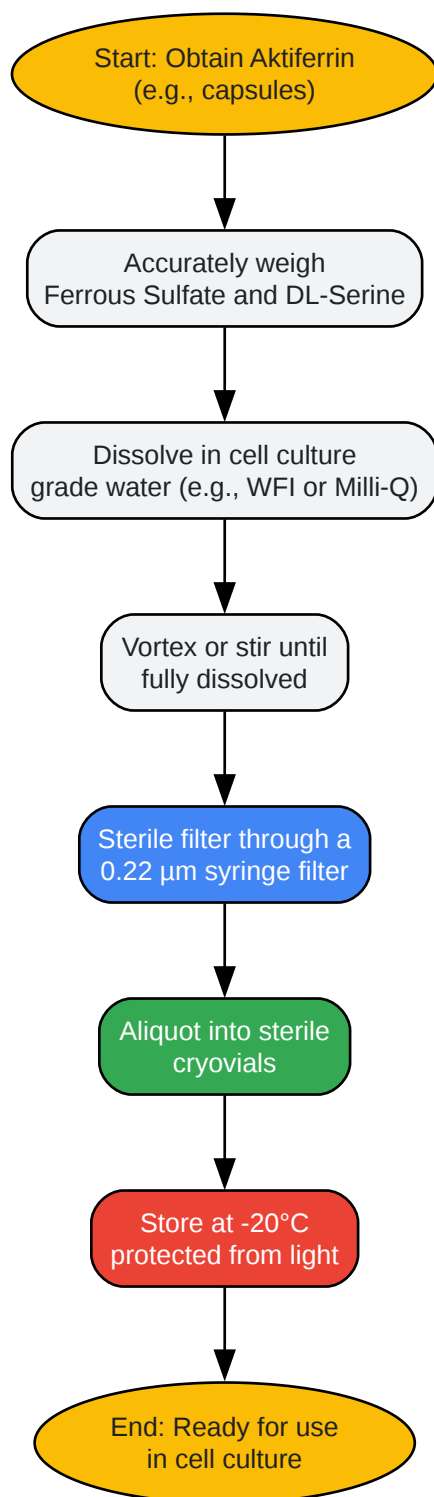 Start: Obtain Aktiferrin
(e.g., capsules)
Accurately weigh
Ferrous Sulfate and DL-Serine
Dissolve in cell culture
grade water (e.g., WFI or Milli-Q)
Vortex or stir until
fully dissolved
Sterile filter through a
0.22 µm syringe filter
Aliquot into sterile
cryovials
Store at -20°C
protected from light
End: Ready for use
in cell culture